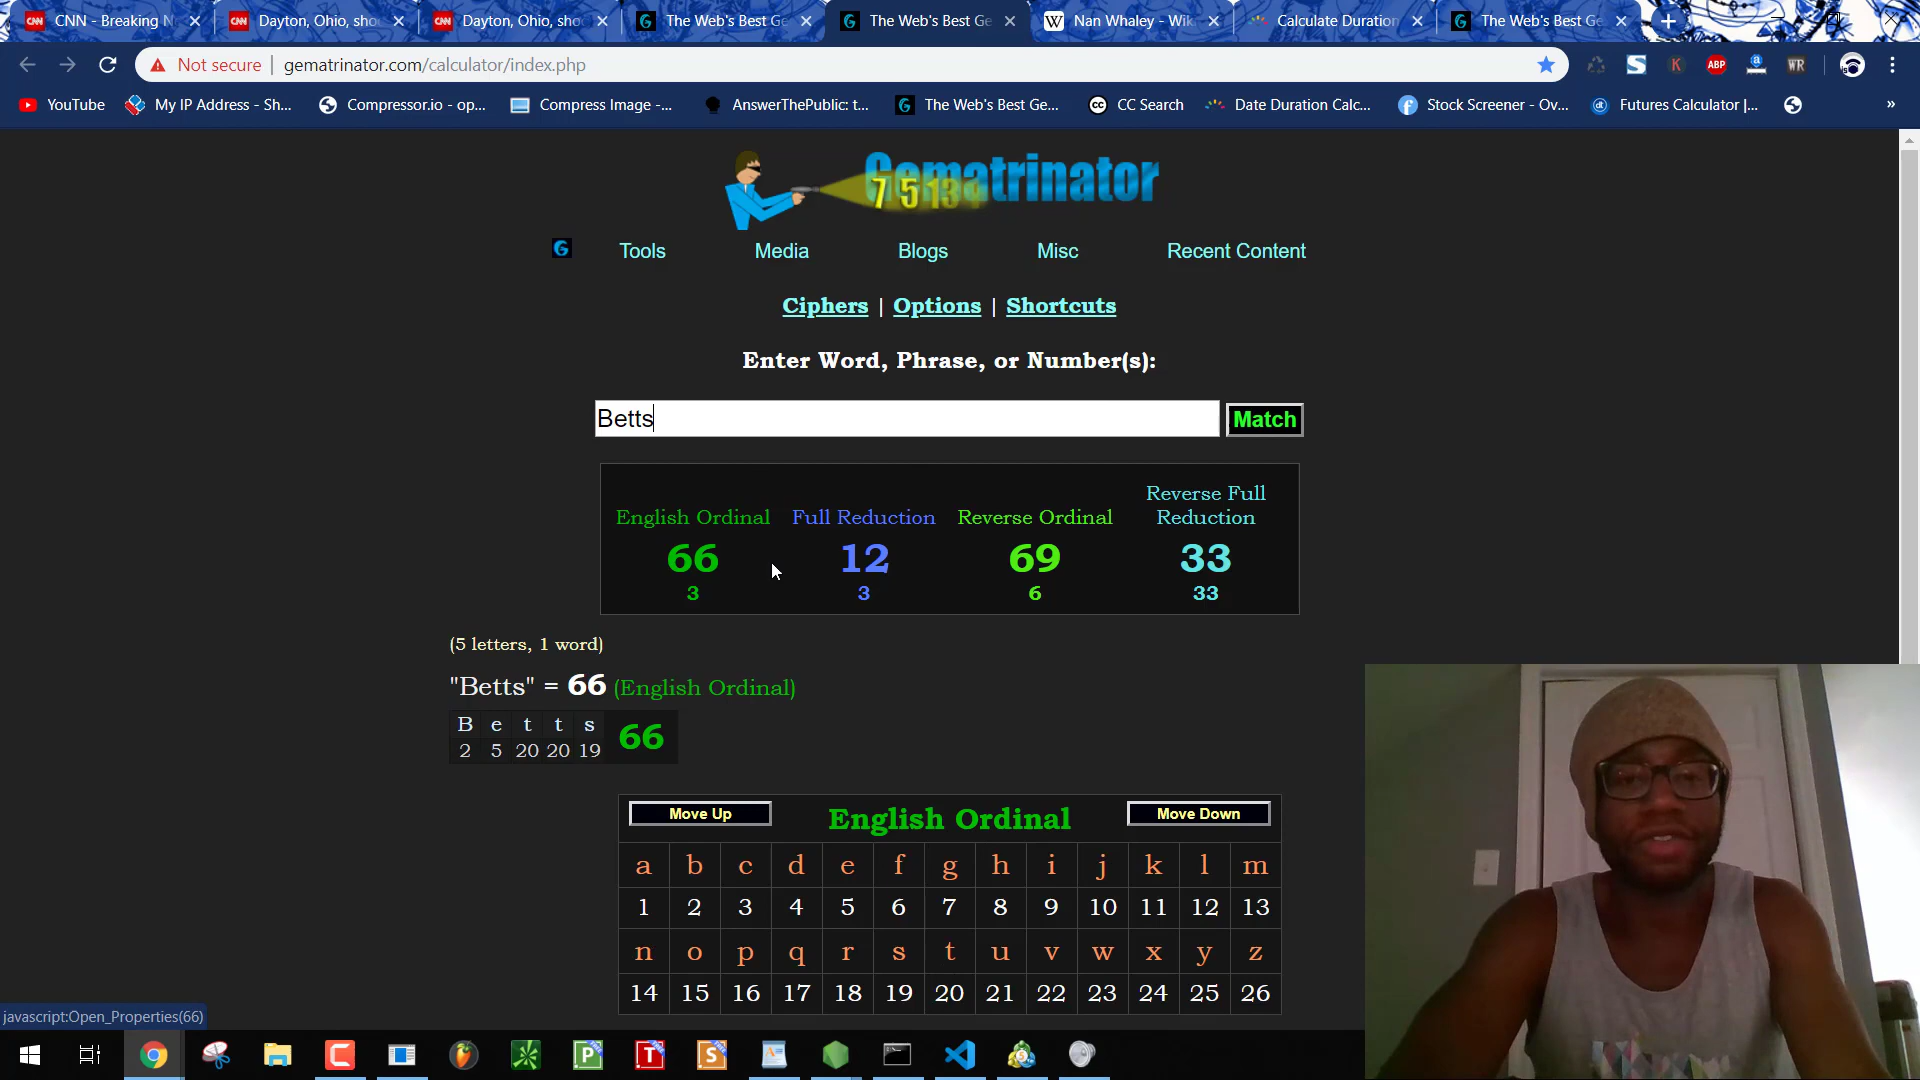 CNN - Breaking N
Dayton, Ohio, sho
Dayton, Ohio, sho
The Web's Best Ge
The Web's Best Ge
Nan Whaley - Wik
Calculate Duration
The Web's Best Ge
Not secure
gematrinator.com/calculator/index.php
ABP
WR
YouTube
My IP Address - Sh...
Compressor.io - op...
Compress Image -...
AnswerThePublic: t...
The Web's Best Ge...
CC Search
Date Duration Calc...
Stock Screener - Ov...
Futures Calculator |...
»
Gematrinator
7 5 13
Tools
Media
Blogs
Misc
Recent Content
Ciphers | Options | Shortcuts
Enter Word, Phrase, or Number(s):
Betts
Match
English Ordinal
Full Reduction
Reverse Ordinal
Reverse Full
Reduction
66 12 69 33
3 3 6 33
(5 letters, 1 word)
"Betts" = 66 (English Ordinal)
B e t t s
66
2 5 20 20 19
Move Up
English Ordinal
Move Down
a b c d e f g h i j k l m
1 2 3 4 5 6 7 8 9 10 11 12 13
n o p q r s t u v w x y z
14 15 16 17 18 19 20 21 22 23 24 25 26
javascript:Open_Properties(66)